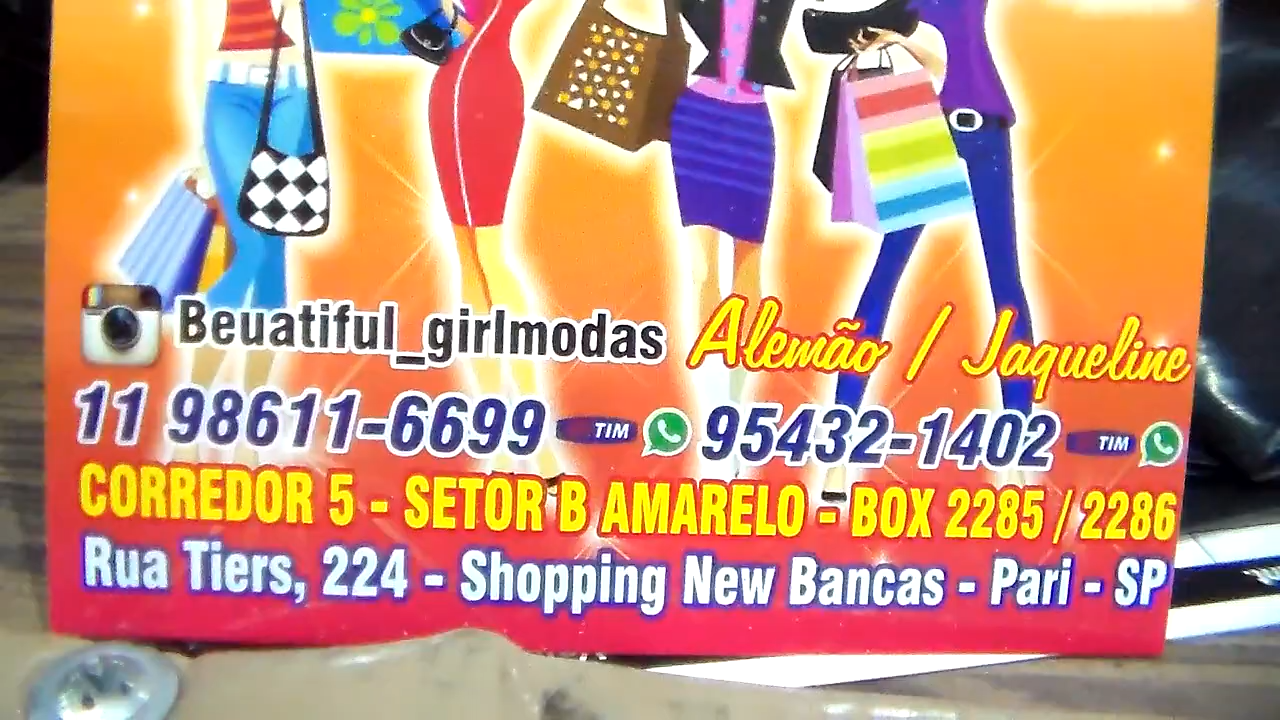 Beuatiful_girlmodas Alemão / Jaqueline
11 98611-6699 TIM 95432-1402 TIM
CORREDOR 5 - SETOR B AMARELO - BOX 2285 / 2286
Rua Tiers, 224 - Shopping New Bancas - Pari - SP